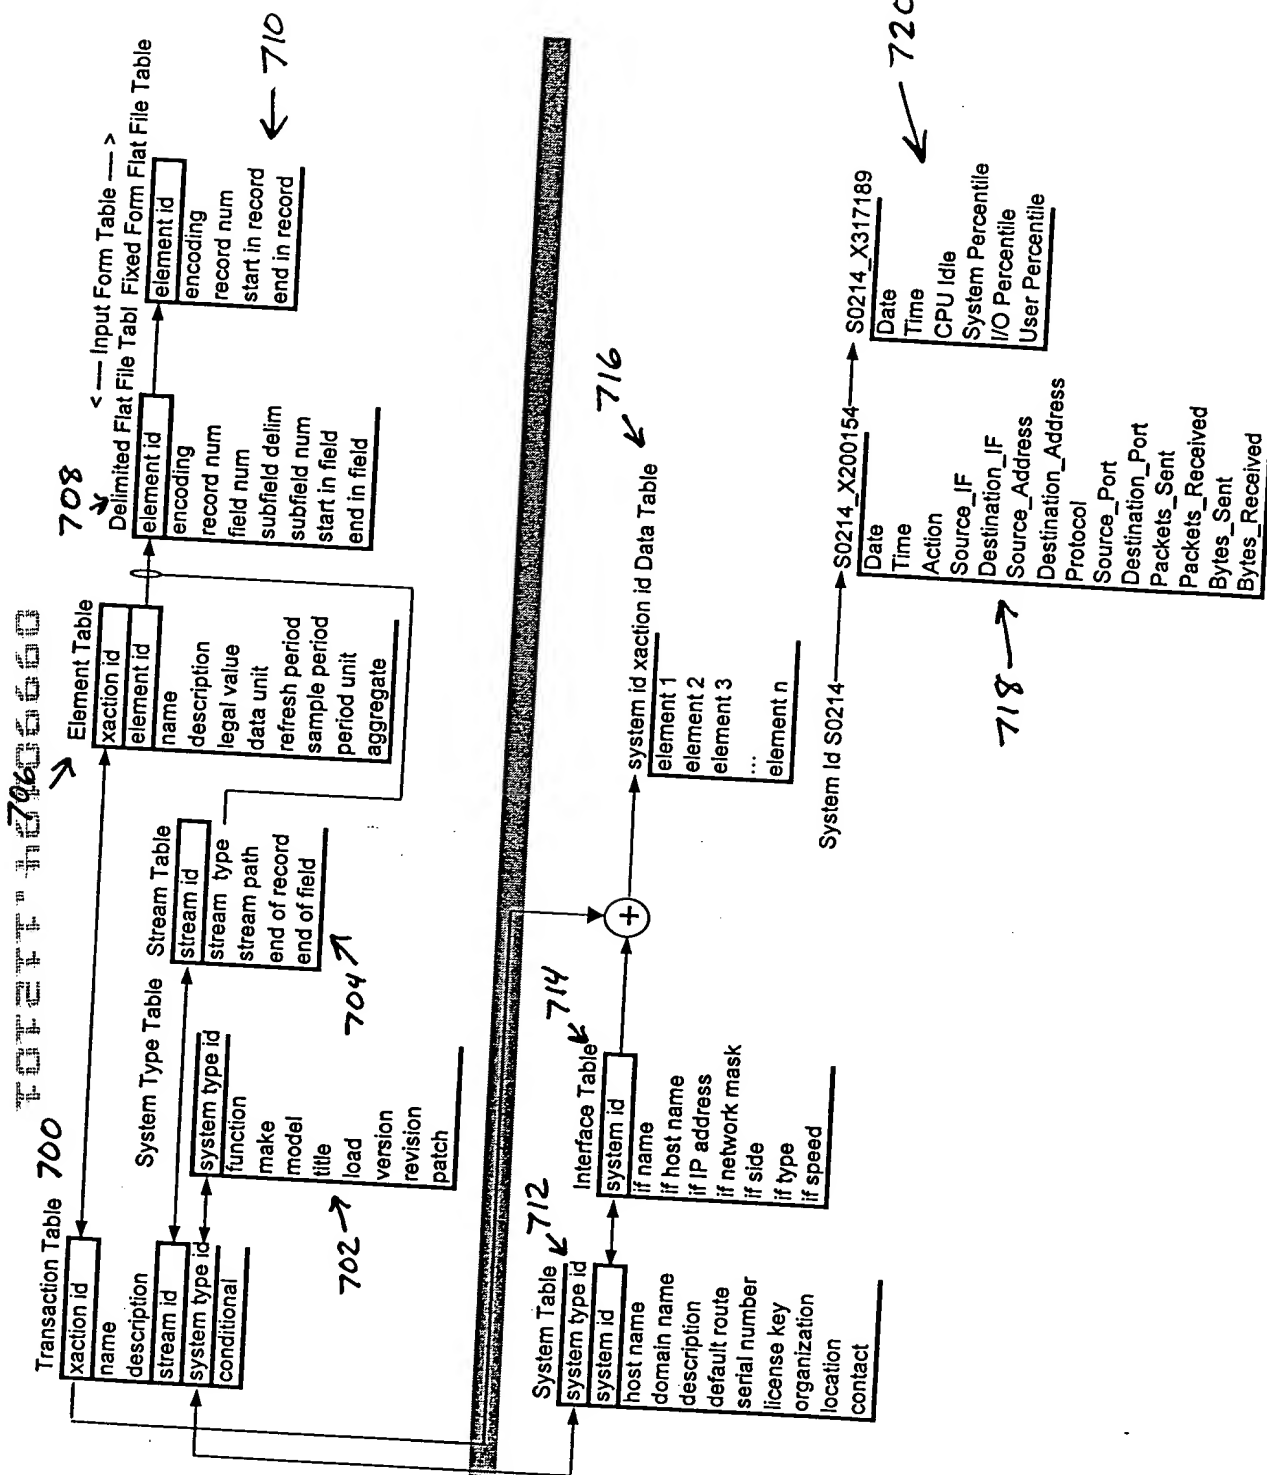 Transaction Table 700
xaction id
name
description
stream id
system type id
conditional
System Type Table
system type id
function
make
model
title
load
version
revision
patch
702
Stream Table
stream id
stream type
stream path
end of record
end of field
704
706
Element Table
xaction id
element id
name
description
legal value
data unit
refresh period
sample period
period unit
aggregate
708
< --- Input Form Table --- >
Delimited Flat File Tabl Fixed Form Flat File Table
element id
encoding
record num
field num
subfield delim
subfield num
start in field
end in field
element id
encoding
record num
start in record
end in record
710
System Table
712
system type id
system id
host name
domain name
description
default route
serial number
license key
organization
location
contact
Interface Table
714
system id
if name
if host name
if IP address
if network mask
if side
if type
if speed
+
system id xaction id Data Table
716
element 1
element 2
element 3
...
element n
System Id S0214
S0214_X200154
Date
Time
Action
Source_IF
Destination_IF
Source_Address
Destination_Address
Protocol
Source_Port
Destination_Port
Packets_Sent
Packets_Received
Bytes_Sent
Bytes_Received
718
S0214_X317189
Date
Time
CPU Idle
System Percentile
I/O Percentile
User Percentile
720